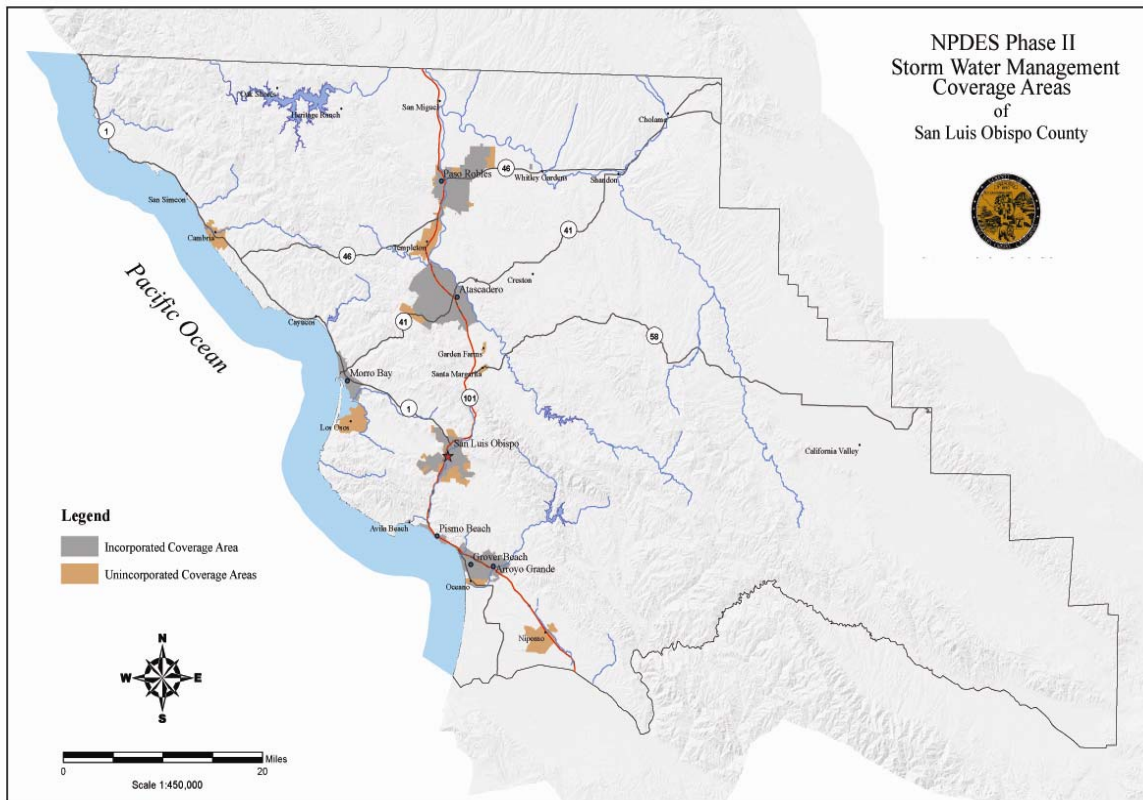 NPDES Phase II
Storm Water Management
Coverage Areas
of
San Luis Obispo County
Oak Shores
Heritage Ranch
San Miguel
Cholame
1
46
Paso Robles
Whitley Gardens
Shandon
San Simeon
Cambria
46
Templeton
41
Creston
Atascadero
Pacific Ocean
Cayucos
41
58
Garden Farms
Santa Margarita
Morro Bay
1
101
Los Osos
San Luis Obispo
California Valley
Legend
Incorporated Coverage Area
Unincorporated Coverage Areas
Avila Beach
Pismo Beach
Grover Beach
Arroyo Grande
Oceano
Nipomo
N
W
E
S
0
20
Miles
Scale 1:450,000